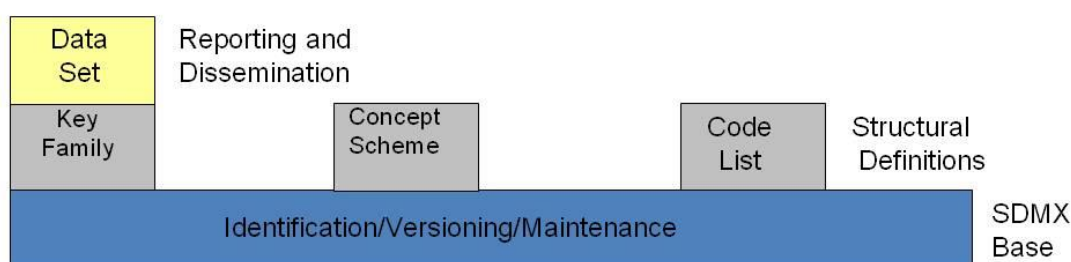 Data
Set
Reporting and
Dissemination
Key
Family
Concept
Scheme
Code
List
Structural
Definitions
Identification/Versioning/Maintenance
SDMX
Base